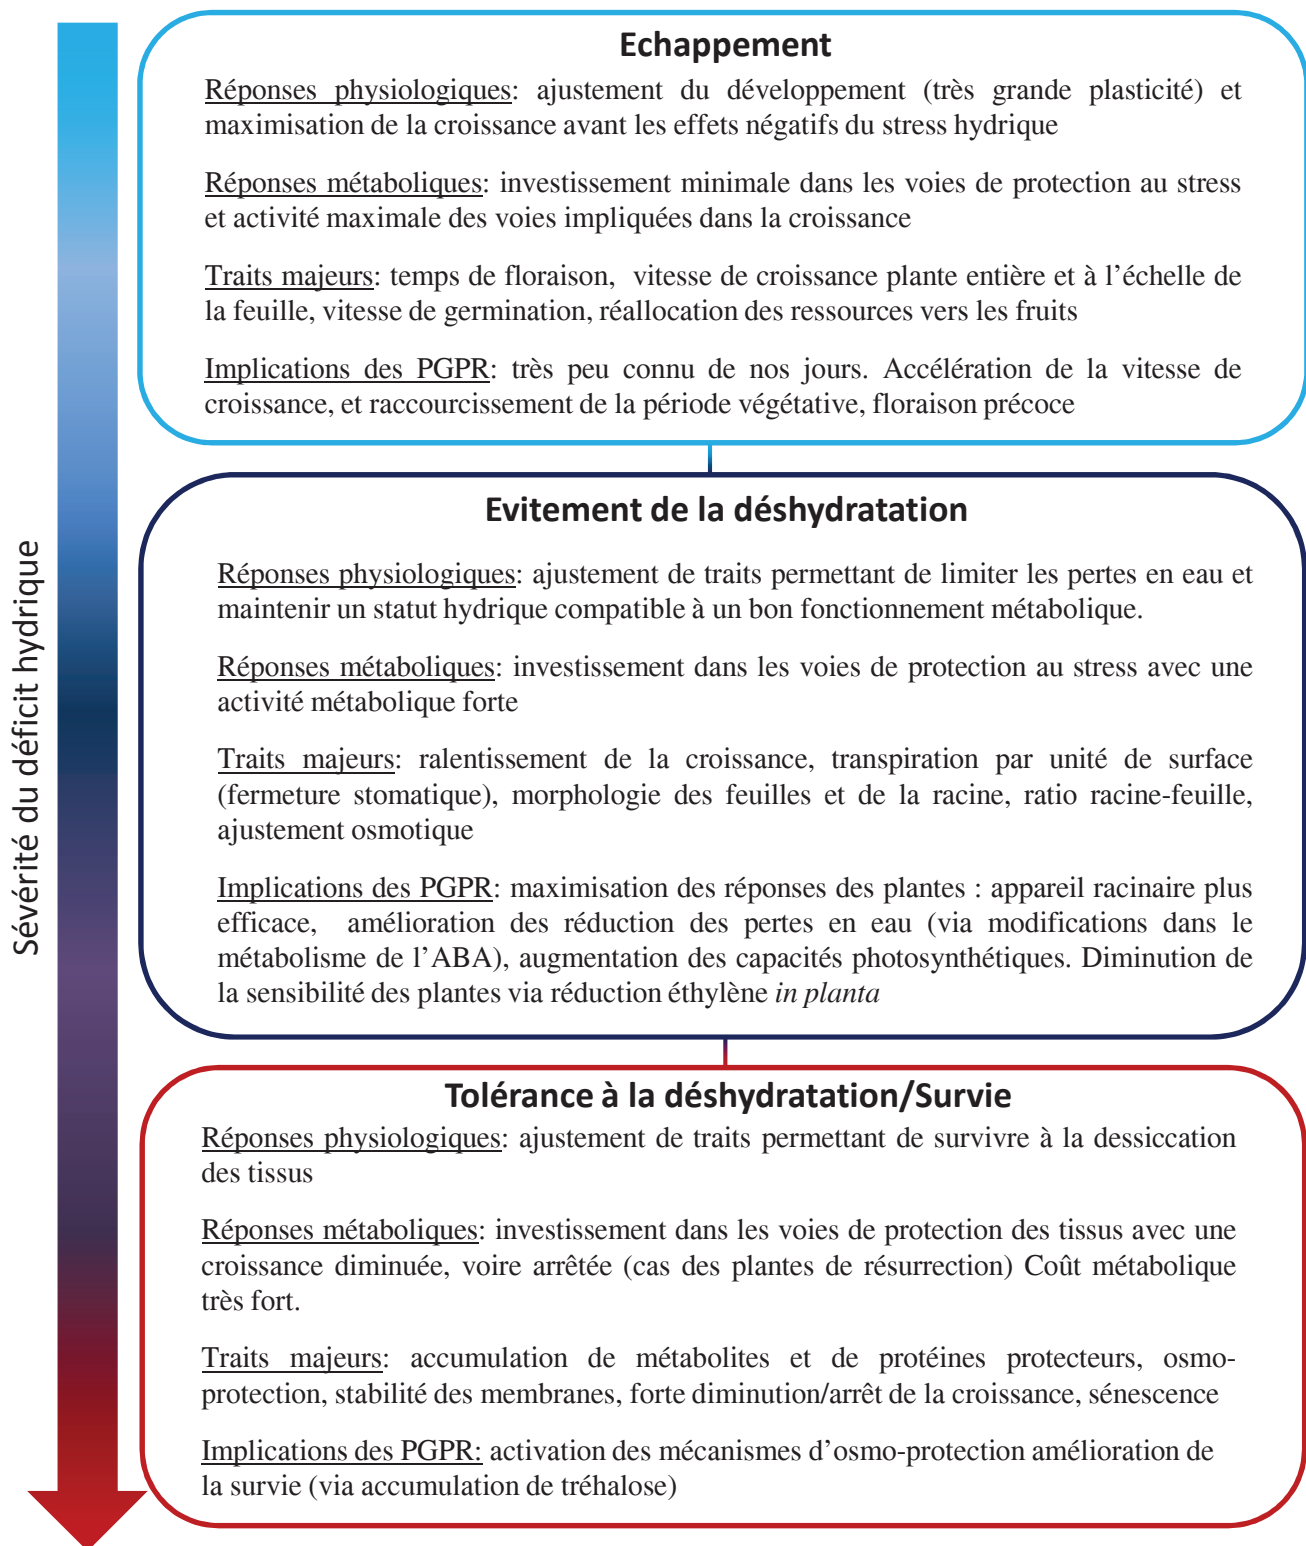 Sévérité du déficit hydrique
Echappement
Réponses physiologiques: ajustement du développement (très grande plasticité) et
maximisation de la croissance avant les effets négatifs du stress hydrique
Réponses métaboliques: investissement minimale dans les voies de protection au stress
et activité maximale des voies impliquées dans la croissance
Traits majeurs: temps de floraison, vitesse de croissance plante entière et à l'échelle de
la feuille, vitesse de germination, réallocation des ressources vers les fruits
Implications des PGPR: très peu connu de nos jours. Accélération de la vitesse de
croissance, et raccourcissement de la période végétative, floraison précoce
Evitement de la déshydratation
Réponses physiologiques: ajustement de traits permettant de limiter les pertes en eau et
maintenir un statut hydrique compatible à un bon fonctionnement métabolique.
Réponses métaboliques: investissement dans les voies de protection au stress avec une
activité métabolique forte
Traits majeurs: ralentissement de la croissance, transpiration par unité de surface
(fermeture stomatique), morphologie des feuilles et de la racine, ratio racine-feuille,
ajustement osmotique
Implications des PGPR: maximisation des réponses des plantes : appareil racinaire plus
efficace, amélioration des réduction des pertes en eau (via modifications dans le
métabolisme de l'ABA), augmentation des capacités photosynthétiques. Diminution de
la sensibilité des plantes via réduction éthylène in planta
Tolérance à la déshydratation/Survie
Réponses physiologiques: ajustement de traits permettant de survivre à la dessiccation
des tissus
Réponses métaboliques: investissement dans les voies de protection des tissus avec une
croissance diminuée, voire arrêtée (cas des plantes de résurrection) Coût métabolique
très fort.
Traits majeurs: accumulation de métabolites et de protéines protecteurs, osmo-
protection, stabilité des membranes, forte diminution/arrêt de la croissance, sénescence
Implications des PGPR: activation des mécanismes d'osmo-protection amélioration de
la survie (via accumulation de tréhalose)